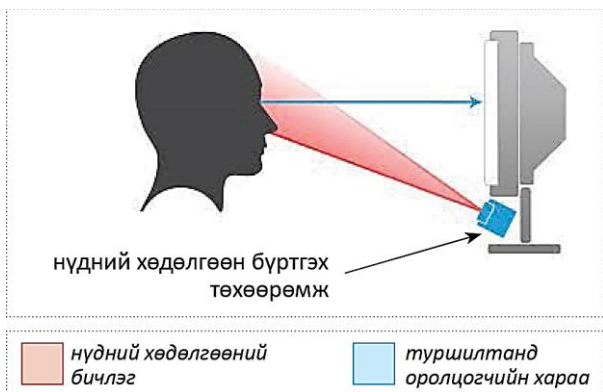 нүдний хөдөлгөөн бүртгэх
төхөөрөмж
нүдний хөдөлгөөний
бичлэг
туршилтанд
оролцогчийн хараа